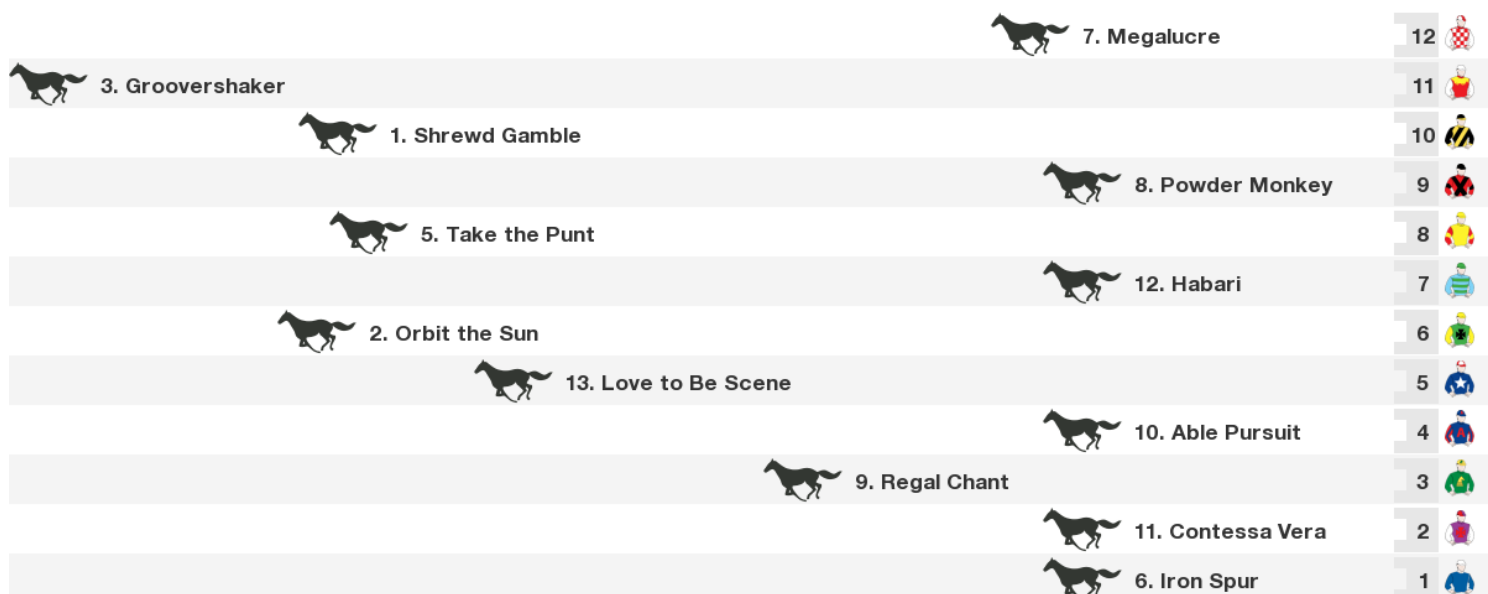 7. Megalucre 12
3. Groovershaker 11
1. Shrewd Gamble 10
8. Powder Monkey 9
5. Take the Punt 8
12. Habari 7
2. Orbit the Sun 6
13. Love to Be Scene 5
10. Able Pursuit 4
9. Regal Chant 3
11. Contessa Vera 2
6. Iron Spur 1